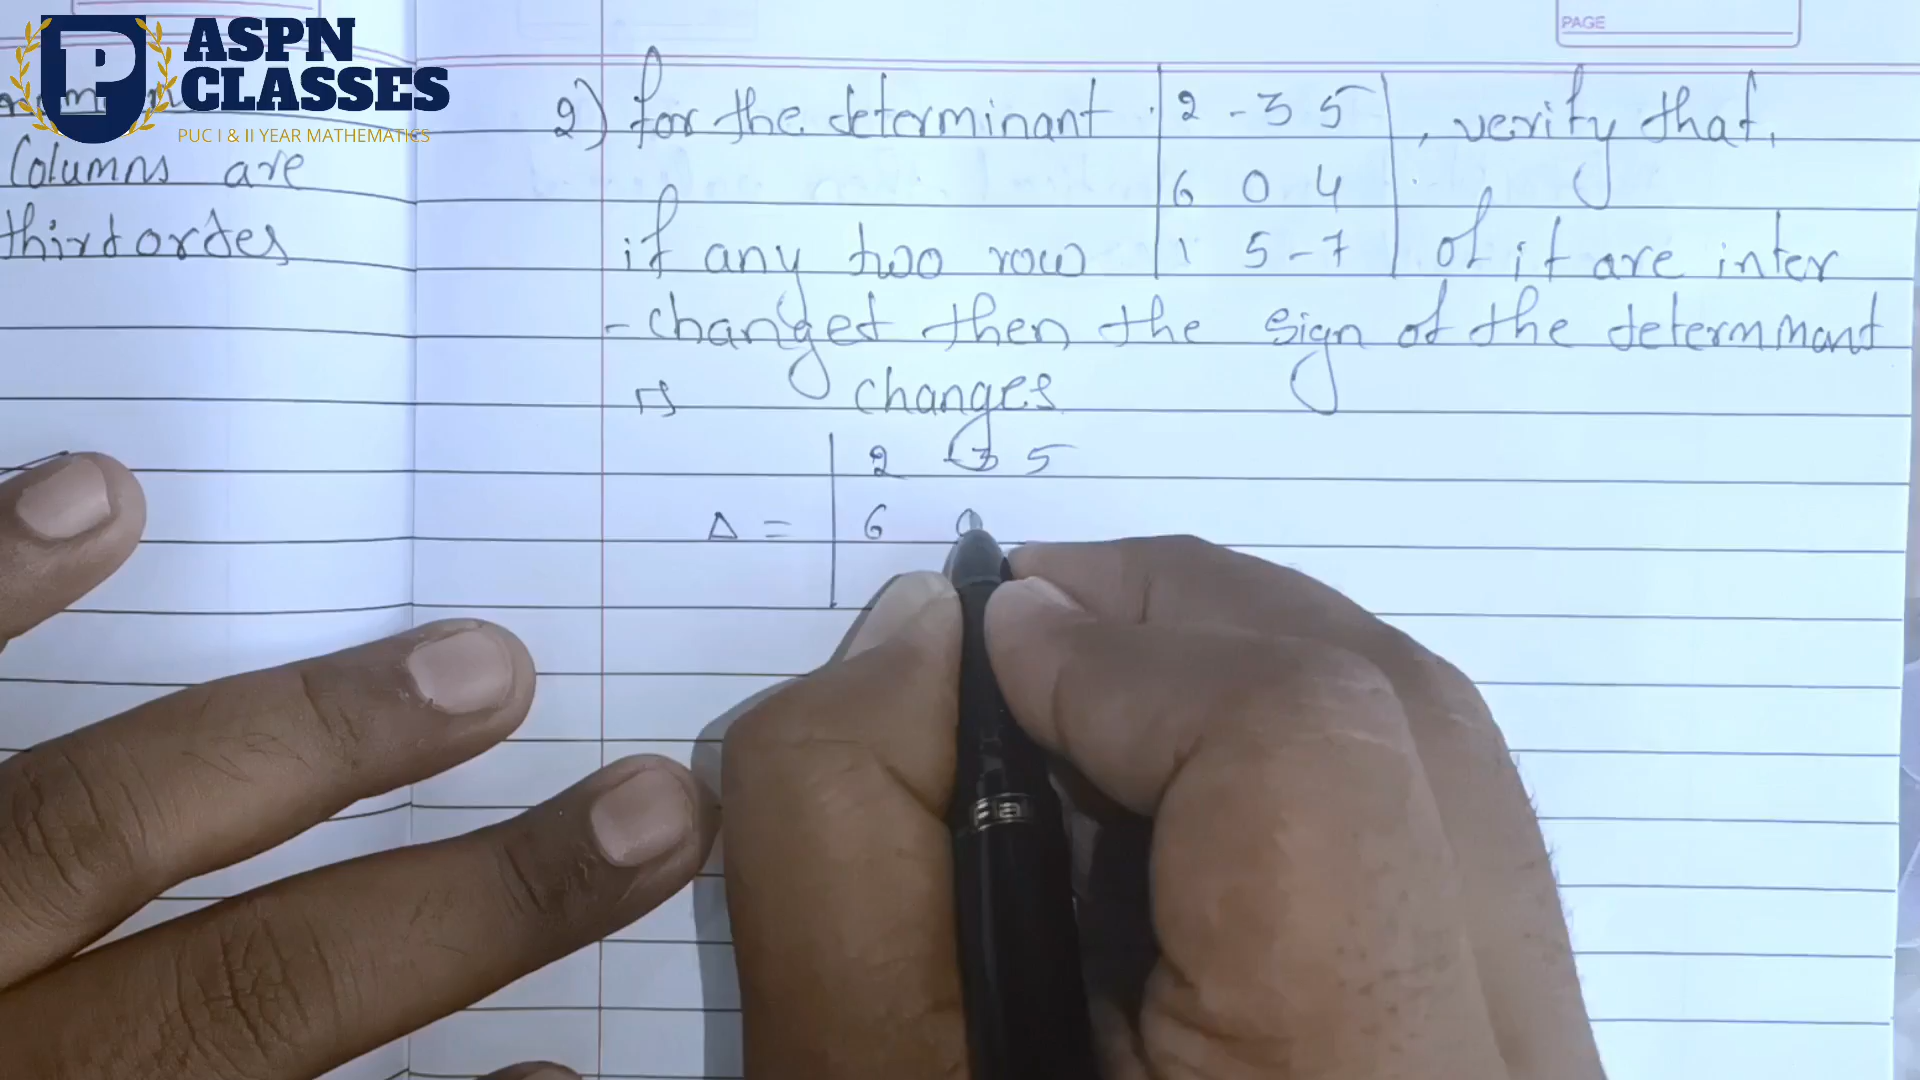 ASPN
CLASSES
PUC I & II YEAR MATHEMATICS
PAGE
Columns are
third order
2) for the determinant | 2 -3 5 | , verify that,
| 6 0 4 |
if any two row | 1 5 -7 | of it are inter
-changed then the sign of the determinant
is changes
| 2 -3 5
Δ = | 6 0